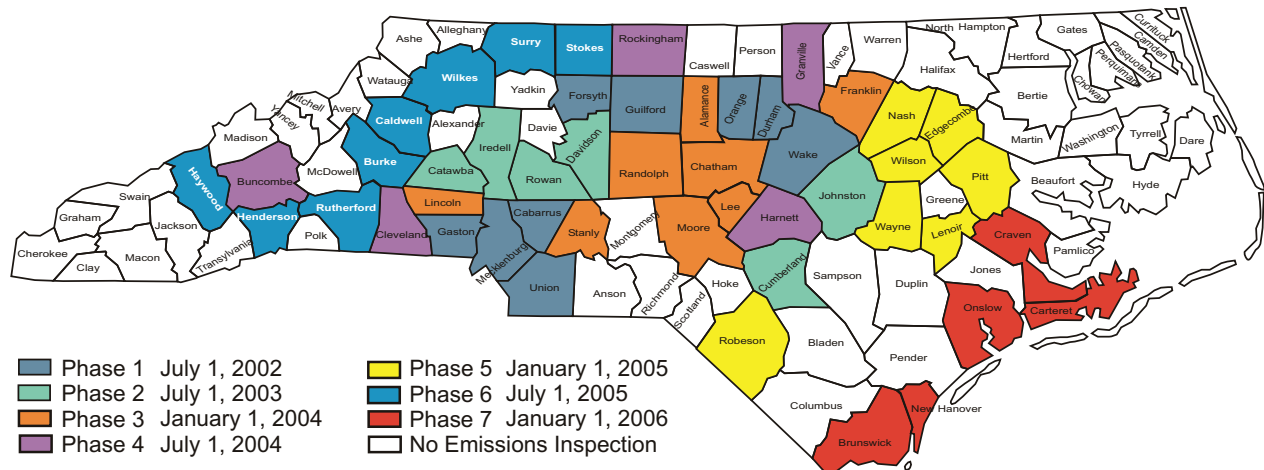 Ashe
Alleghany
Surry
Stokes
Rockingham
Caswell
Person
Granville
Vance
Warren
North Hampton
Gates
Currituck
Camden
Pasquotank
Perquimans
Chowan
Hertford
Halifax
Bertie
Watauga
Wilkes
Yadkin
Forsyth
Guilford
Alamance
Orange
Durham
Franklin
Nash
Edgecombe
Martin
Washington
Tyrrell
Dare
Mitchell
Yancey
Avery
Caldwell
Alexander
Iredell
Davie
Davidson
Randolph
Chatham
Wake
Wilson
Pitt
Beaufort
Hyde
Madison
Haywood
Buncombe
McDowell
Burke
Catawba
Rowan
Johnston
Greene
Swain
Graham
Jackson
Henderson
Rutherford
Lincoln
Cabarrus
Stanly
Montgomery
Moore
Lee
Harnett
Wayne
Lenoir
Craven
Pamlico
Cherokee
Clay
Macon
Transylvania
Polk
Cleveland
Gaston
Mecklenburg
Union
Anson
Richmond
Scotland
Hoke
Cumberland
Sampson
Duplin
Jones
Onslow
Carteret
Robeson
Bladen
Pender
Columbus
Brunswick
New Hanover
Phase 1 July 1, 2002
Phase 2 July 1, 2003
Phase 3 January 1, 2004
Phase 4 July 1, 2004
Phase 5 January 1, 2005
Phase 6 July 1, 2005
Phase 7 January 1, 2006
No Emissions Inspection